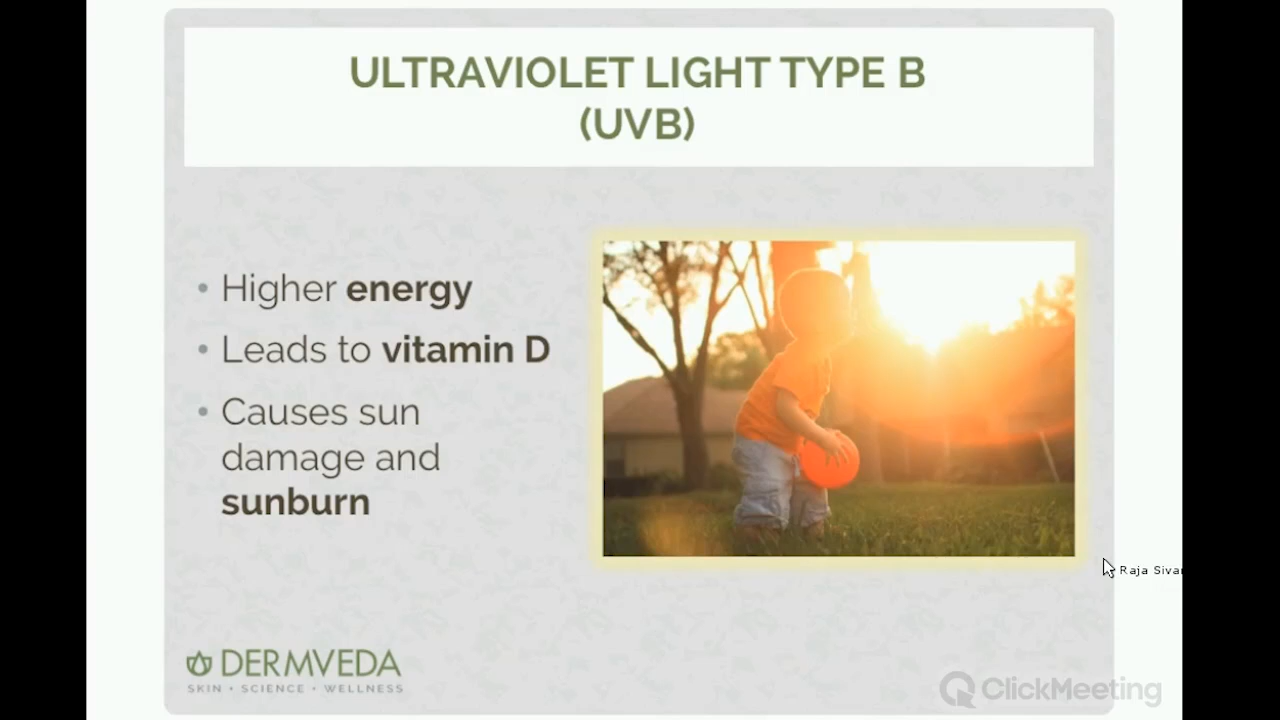 ULTRAVIOLET LIGHT TYPE B
(UVB)
• Higher energy
• Leads to vitamin D
• Causes sun
damage and
sunburn
Raja
DERMVEDA
SKIN • SCIENCE • WELLNESS
ClickMeeting